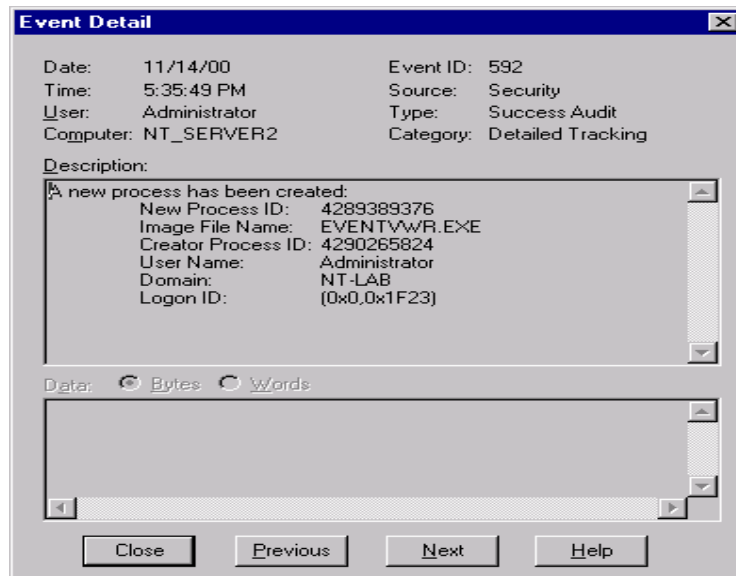 Event Detail
Date: 11/14/00 Event ID: 592
Time: 5:35:49 PM Source: Security
User: Administrator Type: Success Audit
Computer: NT_SERVER2 Category: Detailed Tracking
Description:
A new process has been created:
New Process ID: 4289389376
Image File Name: EVENTVWR.EXE
Creator Process ID: 4290265824
User Name: Administrator
Domain: NT-LAB
Logon ID: (0x0,0x1F23)
Data: Bytes Words
Close Previous Next Help